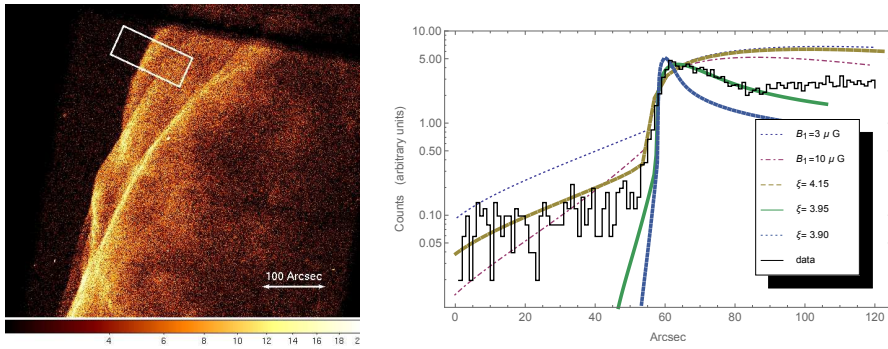 100 Arcsec
4 6 8 10 12 14 16 18 2
10.00
5.00
1.00
0.50
0.10
0.05
Counts (arbitrary units)
0 20 40 60 80 100 120
Arcsec
B₁=3 μ G
B₁=10 μ G
ξ= 4.15
ξ= 3.95
ξ= 3.90
data